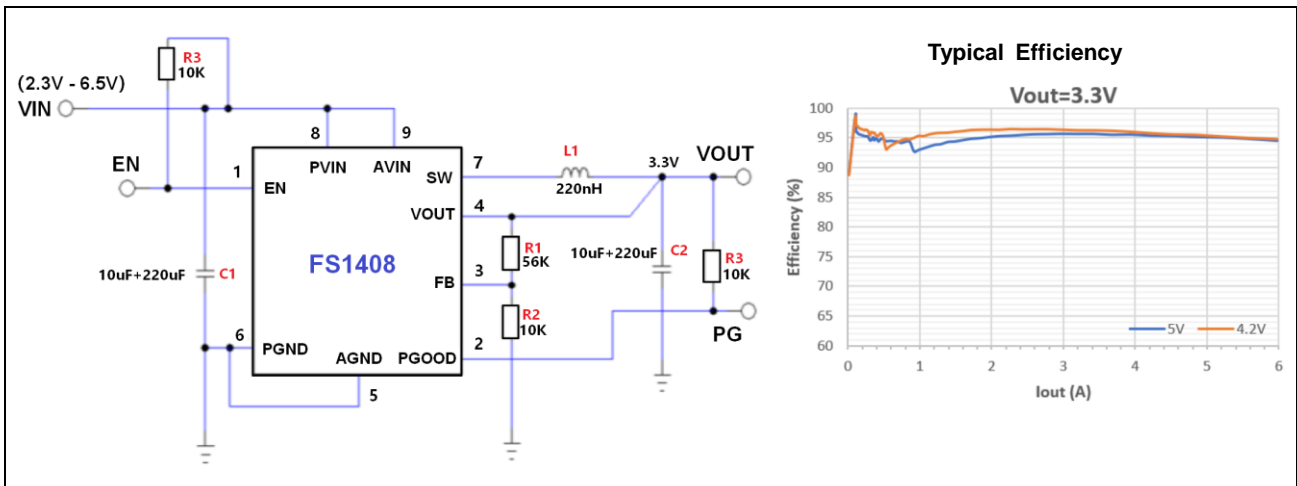 R3
10K
(2.3V - 6.5V)
VIN
EN
1
8
9
PVIN
AVIN
EN
SW
7
VOUT
4
FS1408
FB
3
PGND
6
AGND
5
PGOOD
2
10uF+220uF
C1
L1
220nH
3.3V
VOUT
R1
56K
R2
10K
10uF+220uF
C2
R3
10K
PG
Typical Efficiency
Vout=3.3V
Efficiency (%)
100
95
90
85
80
75
70
65
60
5V
4.2V
0 1 2 3 4 5 6
Iout (A)